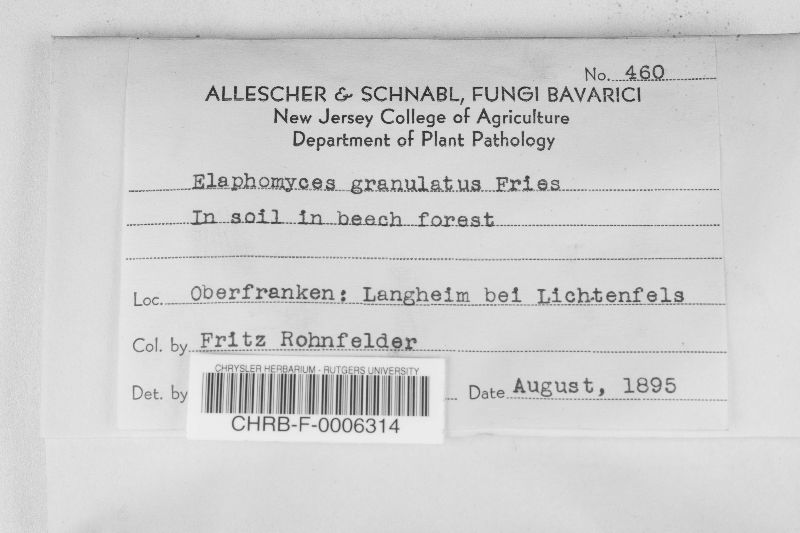 No. 460
ALLESCHER & SCHNABL, FUNGI BAVARICI
New Jersey College of Agriculture
Department of Plant Pathology
Elaphomyces granulatus Fries
In soil in beech forest
Loc. Oberfranken: Langheim bei Lichtenfels
Col. by Fritz Rohnfelder
Det. by Date August, 1895
CHRYSLER HERBARIUM - RUTGERS UNIVERSITY
CHRB-F-0006314